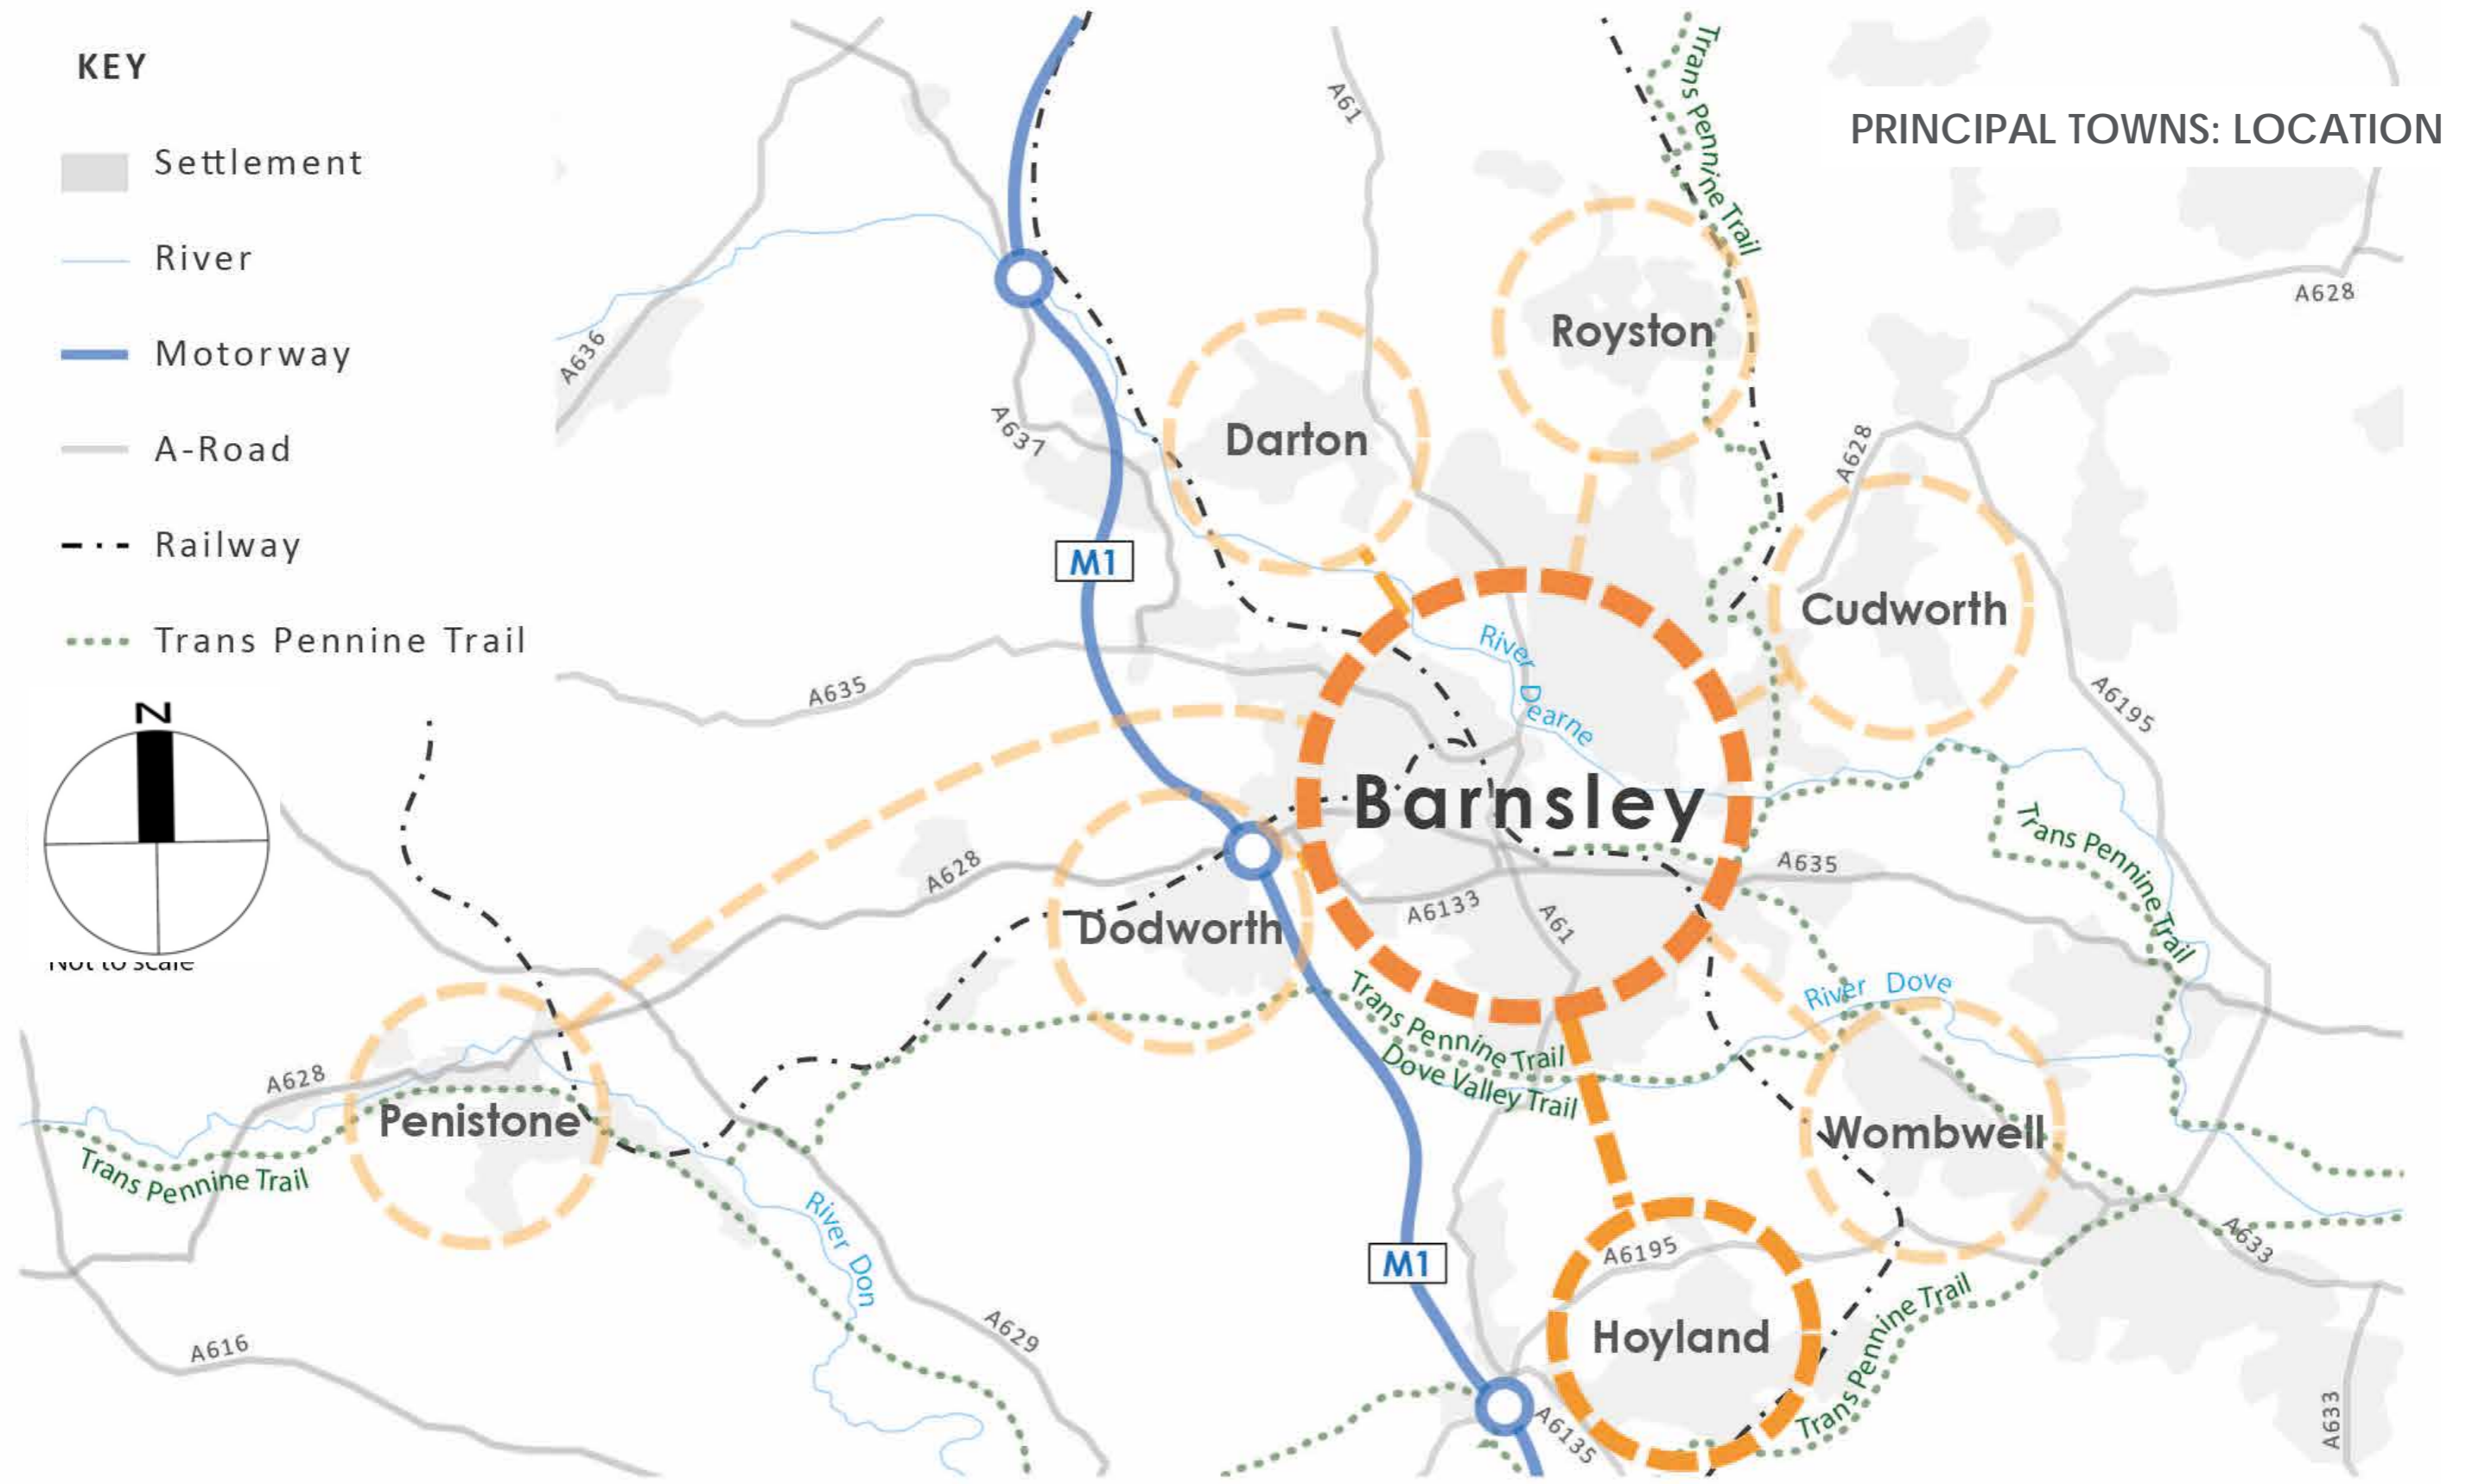 KEY
Settlement
River
Motorway
A-Road
Railway
Trans Pennine Trail
N
Not to scale
PRINCIPAL TOWNS: LOCATION
A61
Trans Pennine Trail
A628
A636
A637
Darton
Royston
A628
M1
Cudworth
River Dearne
A635
A6195
Barnsley
Trans Pennine Trail
A635
A628
A6133
A61
Dodworth
River Dove
Trans Pennine Trail
Dove Valley Trail
A628
Penistone
Wombwell
Trans Pennine Trail
River Don
M1
A6195
A633
Hoyland
Trans Pennine Trail
A616
A629
A6135
A633